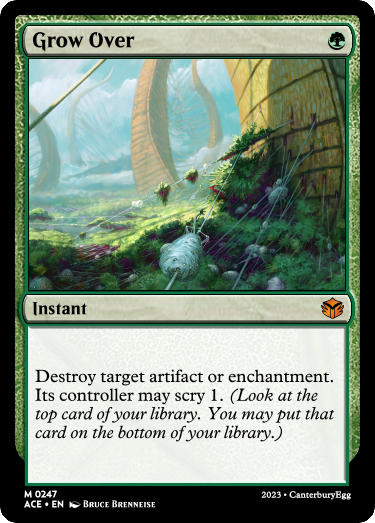 Grow Over
Instant
Destroy target artifact or enchantment.
Its controller may scry 1. (Look at the
top card of your library. You may put that
card on the bottom of your library.)
M 0247
ACE • EN Bruce Brenneise
2023 • CanterburyEgg